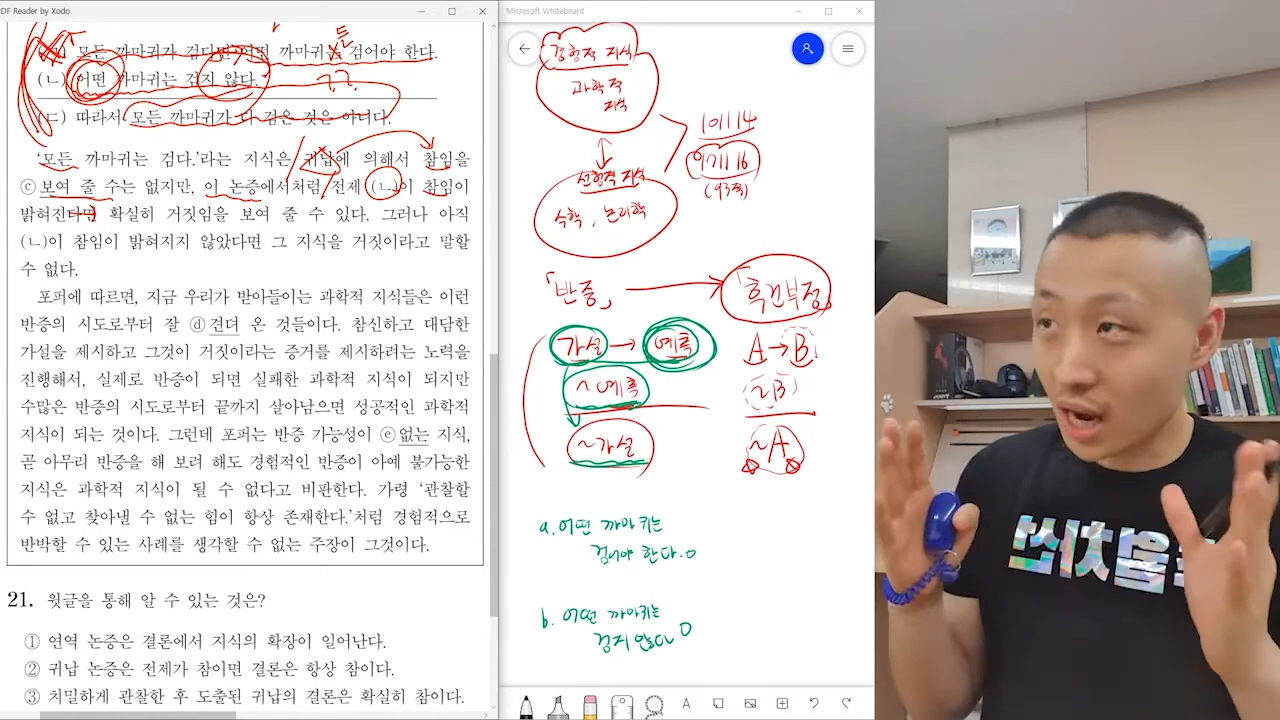 PDF Reader by Xodo
모든 까마귀가 검다면 어떤 까마귀는 검어야 한다.
든
(ㄴ) 어떤 까마귀는 검지 않다.
(ㄷ) 따라서 모든 까마귀가 다 검은 것은 아니다.
‘모든 까마귀는 검다.’라는 지식은 귀납에 의해서 참임을
ⓒ 보여 줄 수는 없지만, 이 논증에서처럼 전제 (ㄴ)이 참임이
밝혀진다면 확실히 거짓임을 보여 줄 수 있다. 그러나 아직
(ㄴ)이 참임이 밝혀지지 않았다면 그 지식을 거짓이라고 말할
수 없다.
포퍼에 따르면, 지금 우리가 받아들이는 과학적 지식들은 이런
반증의 시도로부터 잘 ⓓ 견뎌 온 것들이다. 참신하고 대담한
가설을 제시하고 그것이 거짓이라는 증거를 제시하려는 노력을
진행해서, 실제로 반증이 되면 실패한 과학적 지식이 되지만
수많은 반증의 시도로부터 끝까지 살아남으면 성공적인 과학적
지식이 되는 것이다. 그런데 포퍼는 반증 가능성이 ⓔ 없는 지식,
곧 아무리 반증을 해 보려 해도 경험적인 반증이 아예 불가능한
지식은 과학적 지식이 될 수 없다고 비판한다. 가령 ‘관찰할
수 없고 찾아낼 수 없는 힘이 항상 존재한다.’처럼 경험적으로
반박할 수 있는 사례를 생각할 수 없는 주장이 그것이다.
21. 윗글을 통해 알 수 있는 것은?
① 연역 논증은 결론에서 지식의 확장이 일어난다.
② 귀납 논증은 전제가 참이면 결론은 항상 참이다.
③ 치밀하게 관찰한 후 도출된 귀납의 결론은 확실히 참이다.
Microsoft Whiteboard
경험적 지식
과학적
지식
선험적 지식
수학, 논리학
101114
(93쪽)
「반증」
「후건부정」
가설 → 예측
~예측
~가설
A → B
~B
~A
a. 어떤 까마귀는
검어야 한다. O
b. 어떤 까마귀는
검지 않다 O
A